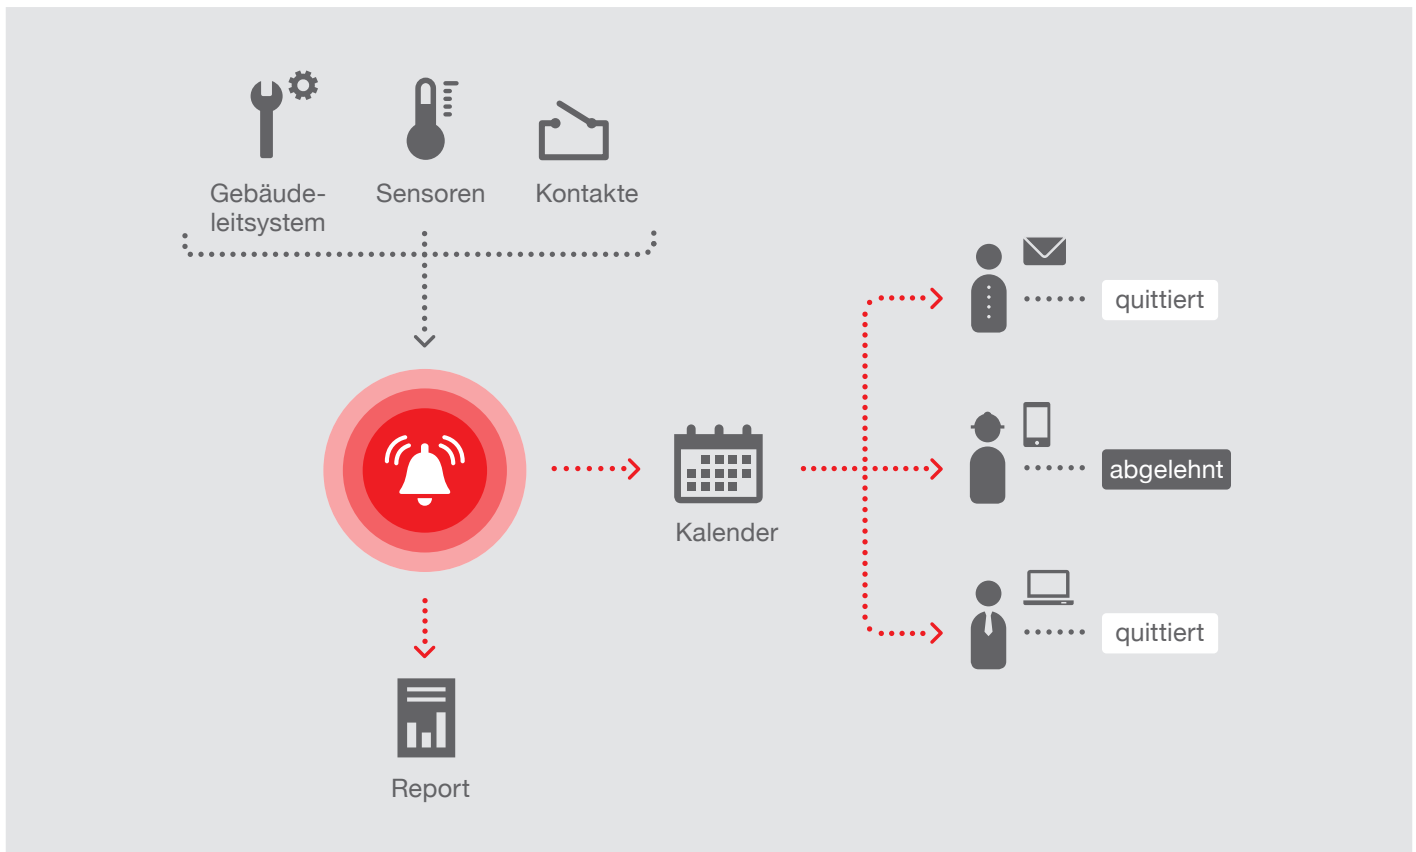 Gebäude-
leitsystem
Sensoren
Kontakte
quittiert
abgelehnt
Kalender
quittiert
Report